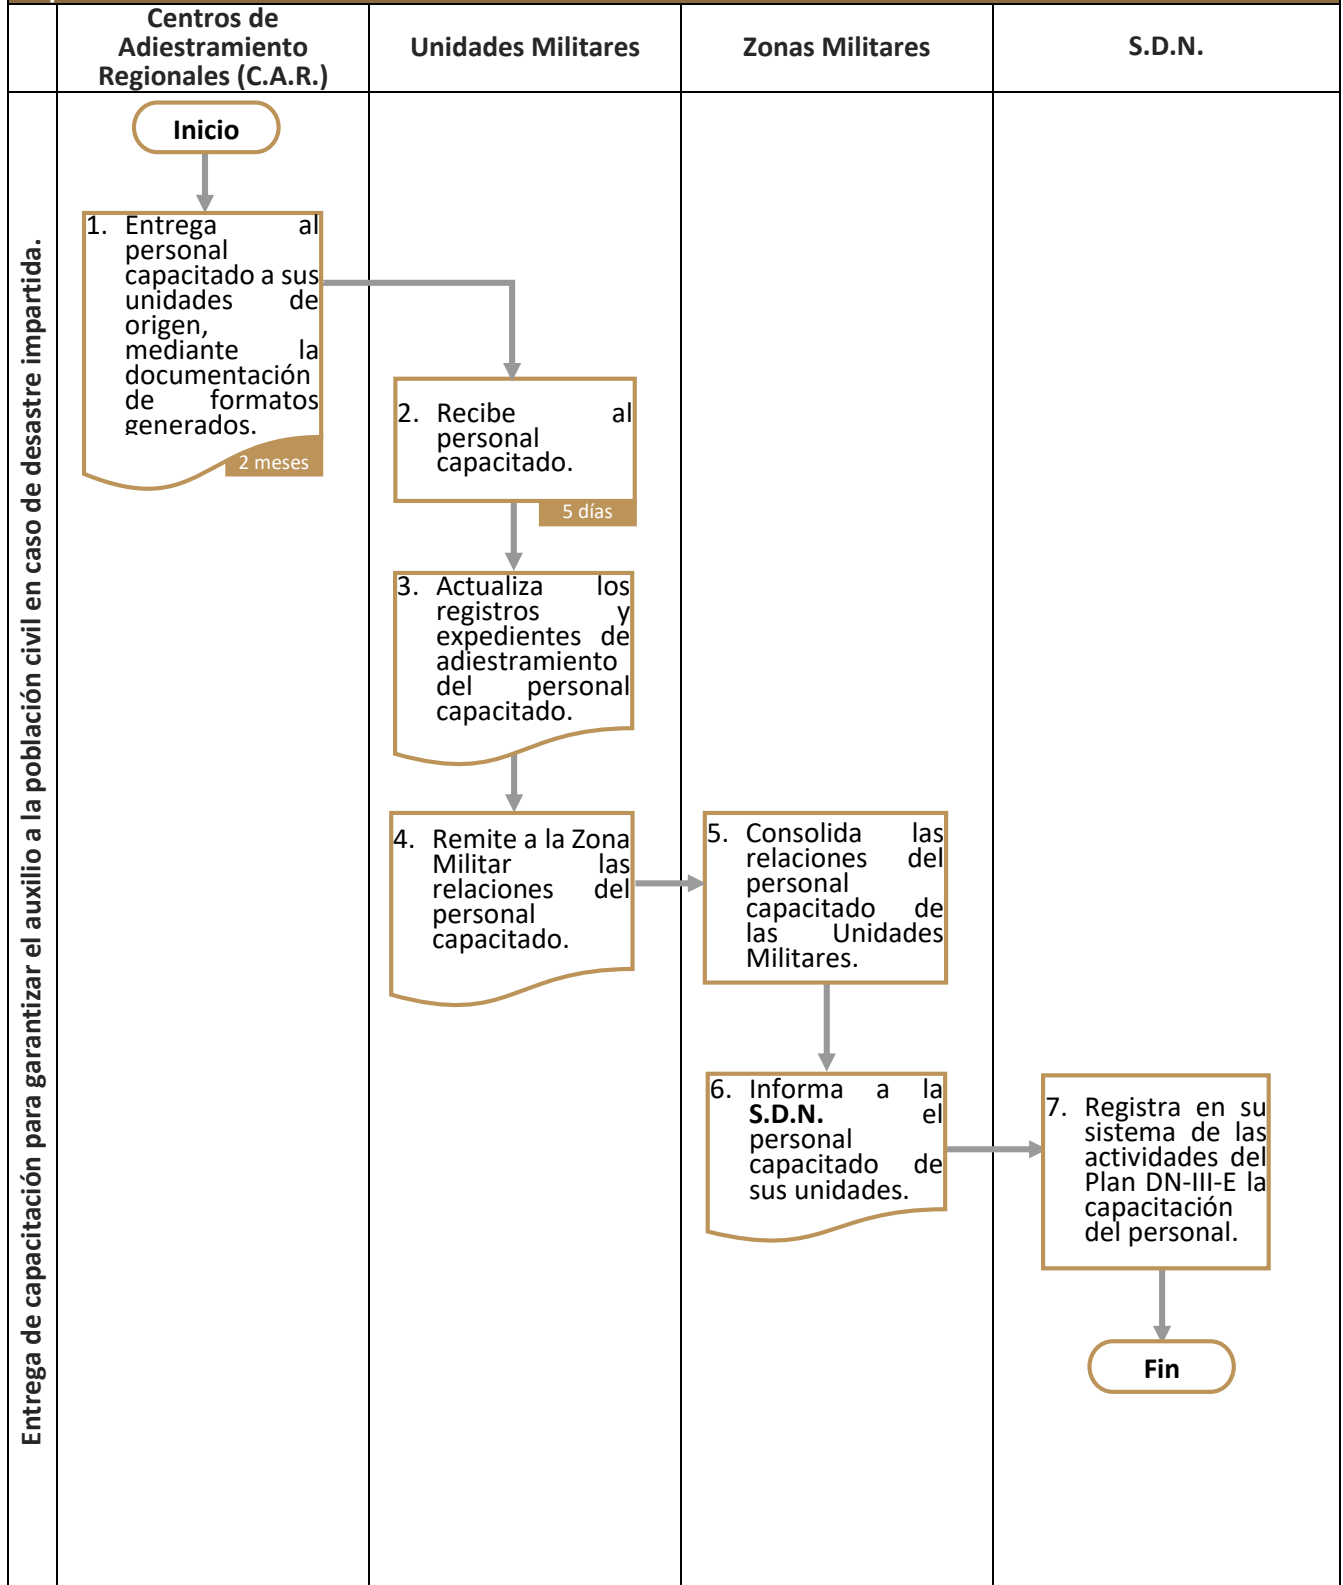 Centros de
Adiestramiento
Regionales (C.A.R.)
Unidades Militares
Zonas Militares
S.D.N.
Entrega de capacitación para garantizar el auxilio a la población civil en caso de desastre impartida.
Inicio
1. Entrega al
personal
capacitado a sus
unidades de
origen,
mediante la
documentación
de formatos
generados.
2 meses
2. Recibe al
personal
capacitado.
5 días
3. Actualiza los
registros y
expedientes de
adiestramiento
del personal
capacitado.
4. Remite a la Zona
Militar las
relaciones del
personal
capacitado.
5. Consolida las
relaciones del
personal
capacitado de
las Unidades
Militares.
6. Informa a la
S.D.N. el
personal
capacitado de
sus unidades.
7. Registra en su
sistema de las
actividades del
Plan DN-III-E la
capacitación
del personal.
Fin